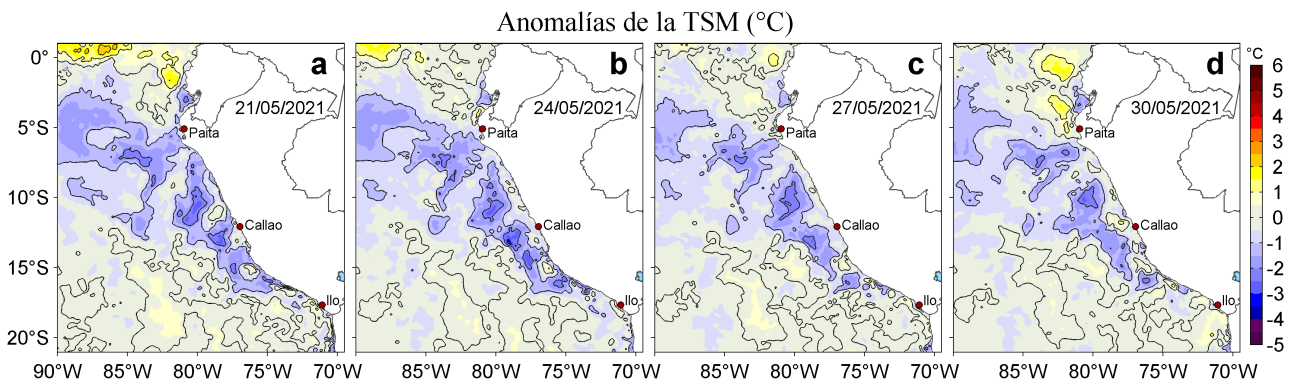 Anomalías de la TSM (°C)
a
21/05/2021
Paita
Callao
Ilo
b
24/05/2021
Paita
Callao
Ilo
c
27/05/2021
Paita
Callao
Ilo
d
30/05/2021
Paita
Callao
Ilo
°C
6
5
4
3
2
1
0
-1
-2
-3
-4
-5
0°
5°S
10°S
15°S
20°S
90°W 85°W 80°W 75°W 70°W 85°W 80°W 75°W 70°W 85°W 80°W 75°W 70°W 85°W 80°W 75°W 70°W